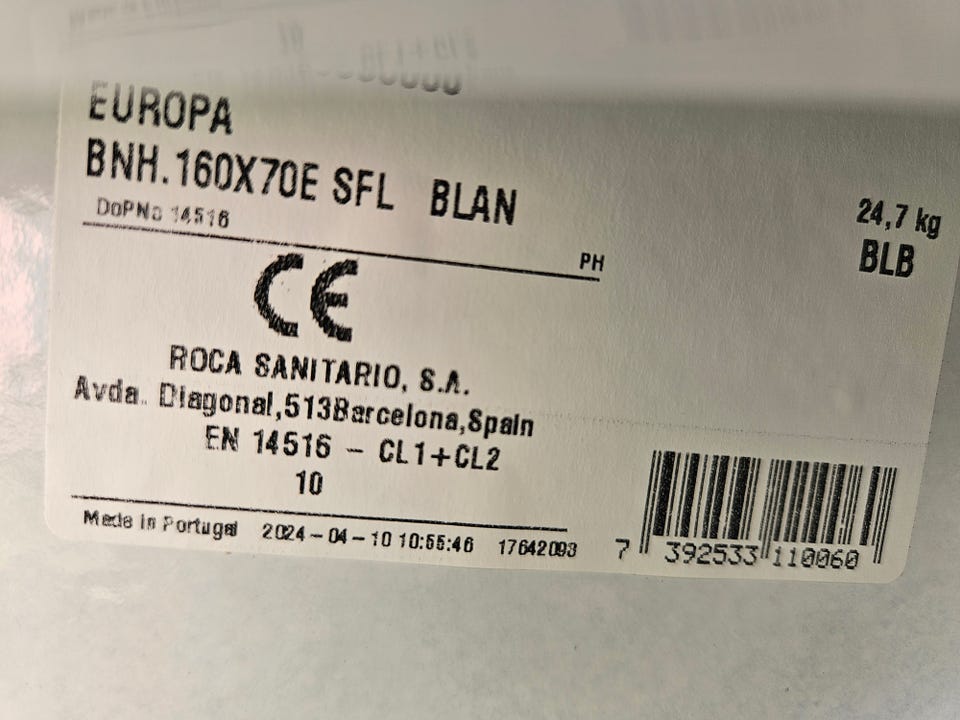 EUROPA
BNH.160X70E SFL BLAN
24,7 kg
BLB
DoPNo 14516
PH
CE
ROCA SANITARIO, S.A.
Avda. Diagonal,513Barcelona,Spain
EN 14516 - CL1+CL2
10
Made in Portugal 2024-04-10 10:55:46 17642093
7 392533 110060